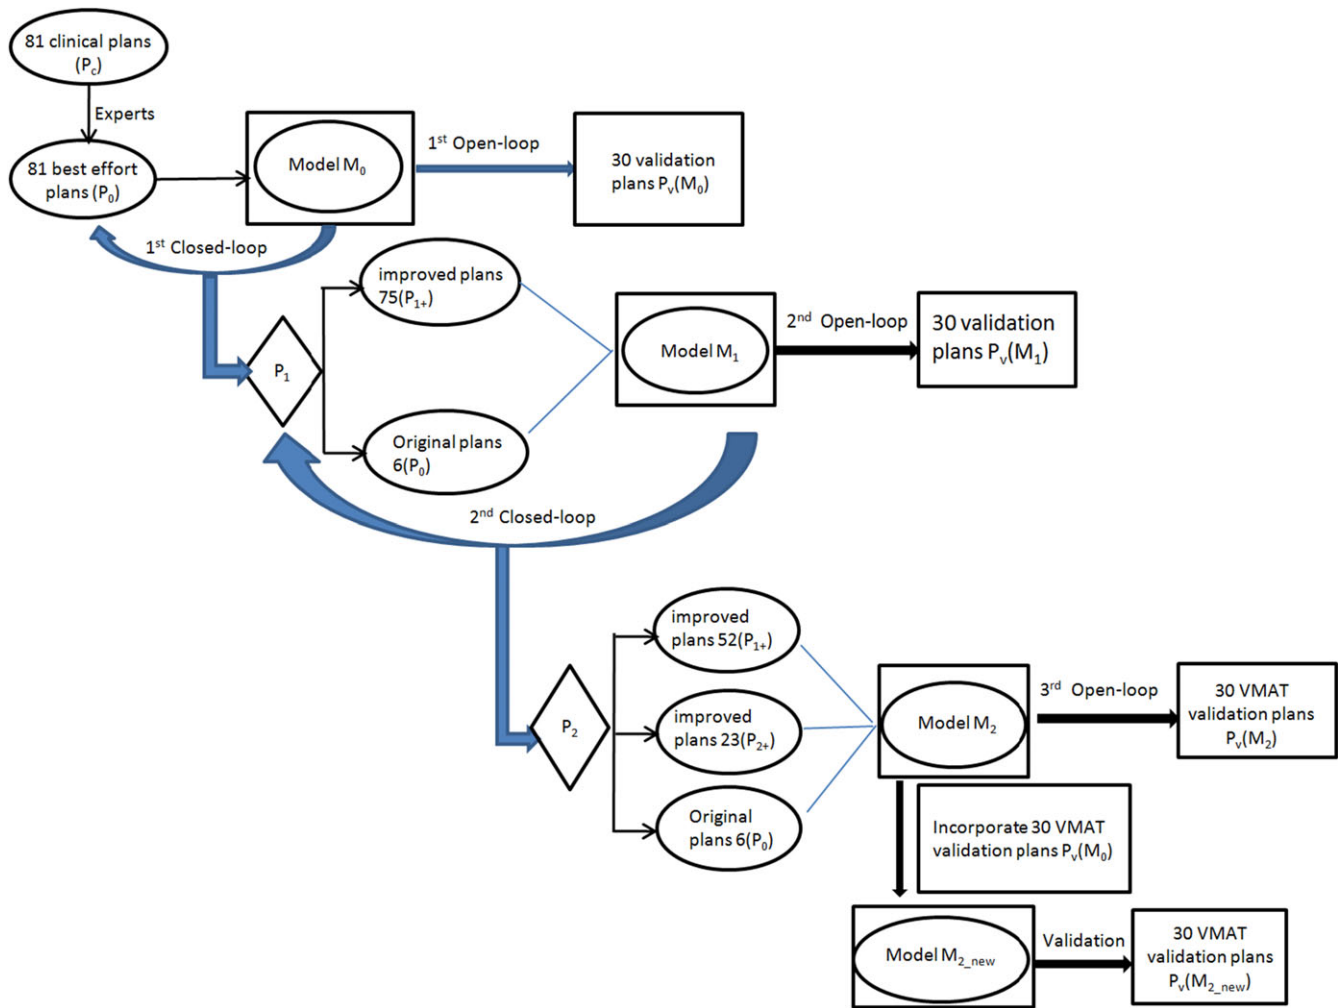 81 clinical plans
(Pc)
Experts
81 best effort
plans (P0)
Model M0
1st Open-loop
30 validation
plans Pv(M0)
1st Closed-loop
improved plans
75(P1+)
P1
Original plans
6(P0)
Model M1
2nd Open-loop
30 validation
plans Pv(M1)
2nd Closed-loop
improved
plans 52(P1+)
P2
improved
plans 23(P2+)
Original
plans 6(P0)
Model M2
3rd Open-loop
30 VMAT
validation plans
Pv(M2)
Incorporate 30 VMAT
validation plans Pv(M0)
Model M2_new
Validation
30 VMAT
validation plans
Pv(M2_new)